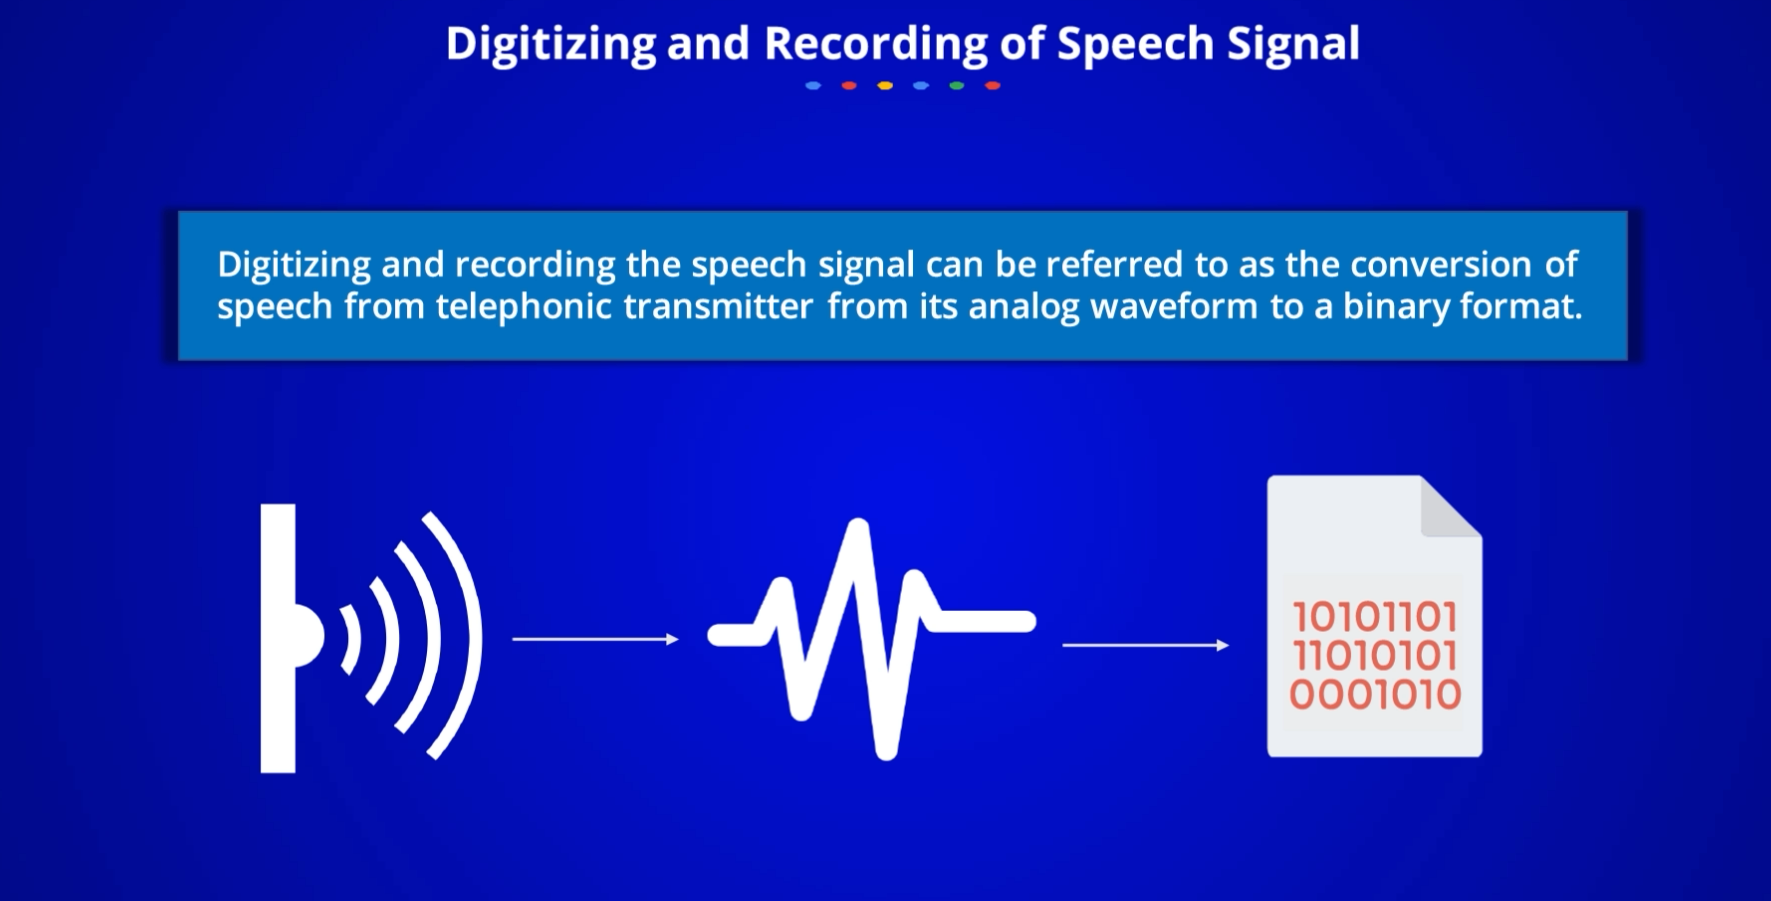 Digitizing and Recording of Speech Signal
Digitizing and recording the speech signal can be referred to as the conversion of
speech from telephonic transmitter from its analog waveform to a binary format.
10101101
11010101
0001010